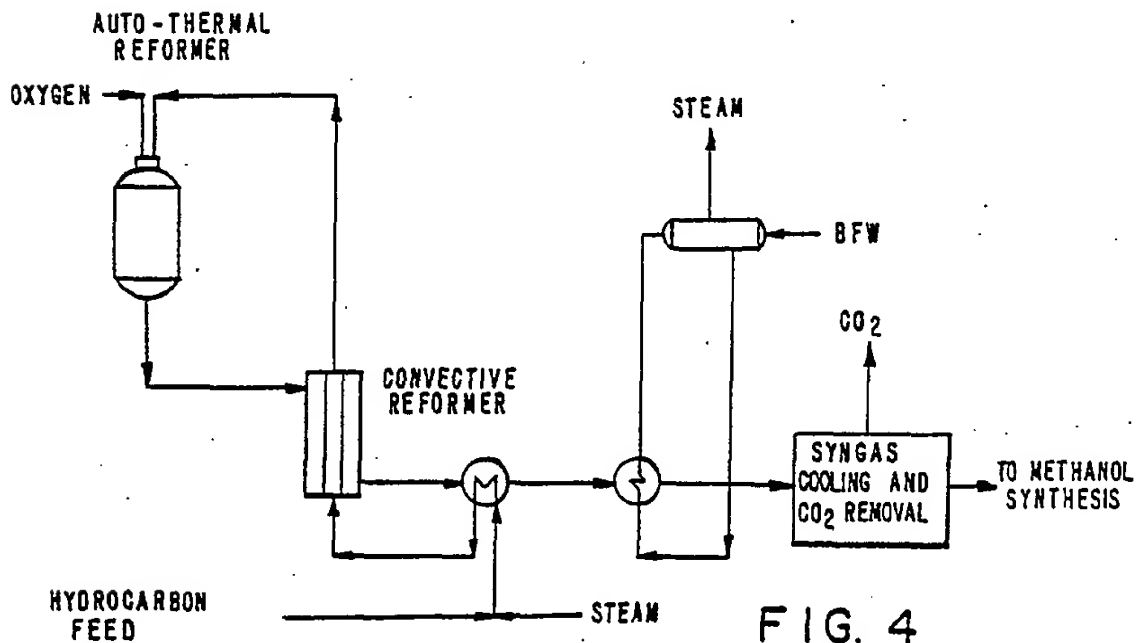 AUTO-THERMAL
REFORMER
OXYGEN
STEAM
BFW
CO2
CONVECTIVE
REFORMER
SYNGAS
COOLING AND
CO2 REMOVAL
TO METHANOL
SYNTHESIS
HYDROCARBON
FEED
STEAM
FIG. 4